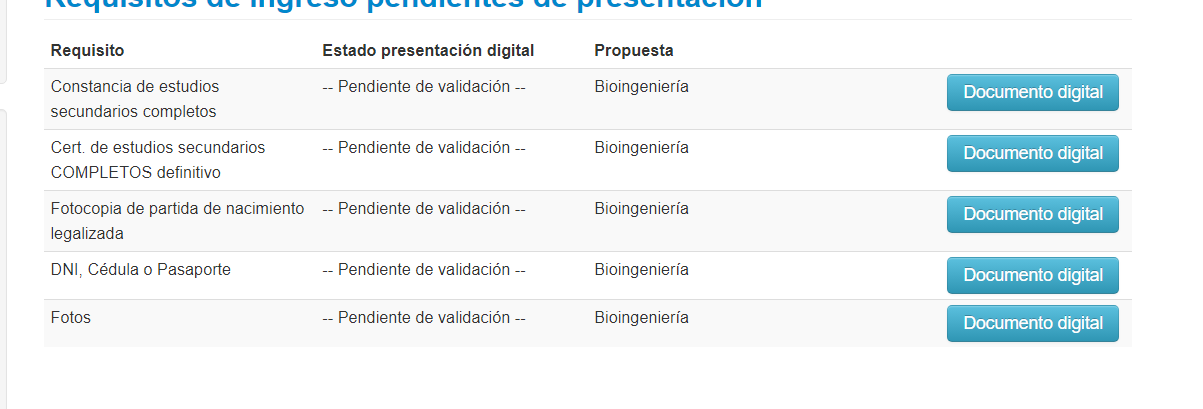 Requisitos de ingreso pendientes de presentación
Requisito Estado presentación digital Propuesta
Constancia de estudios -- Pendiente de validación -- Bioingeniería Documento digital
secundarios completos
Cert. de estudios secundarios -- Pendiente de validación -- Bioingeniería Documento digital
COMPLETOS definitivo
Fotocopia de partida de nacimiento -- Pendiente de validación -- Bioingeniería Documento digital
legalizada
DNI, Cédula o Pasaporte -- Pendiente de validación -- Bioingeniería Documento digital
Fotos -- Pendiente de validación -- Bioingeniería Documento digital